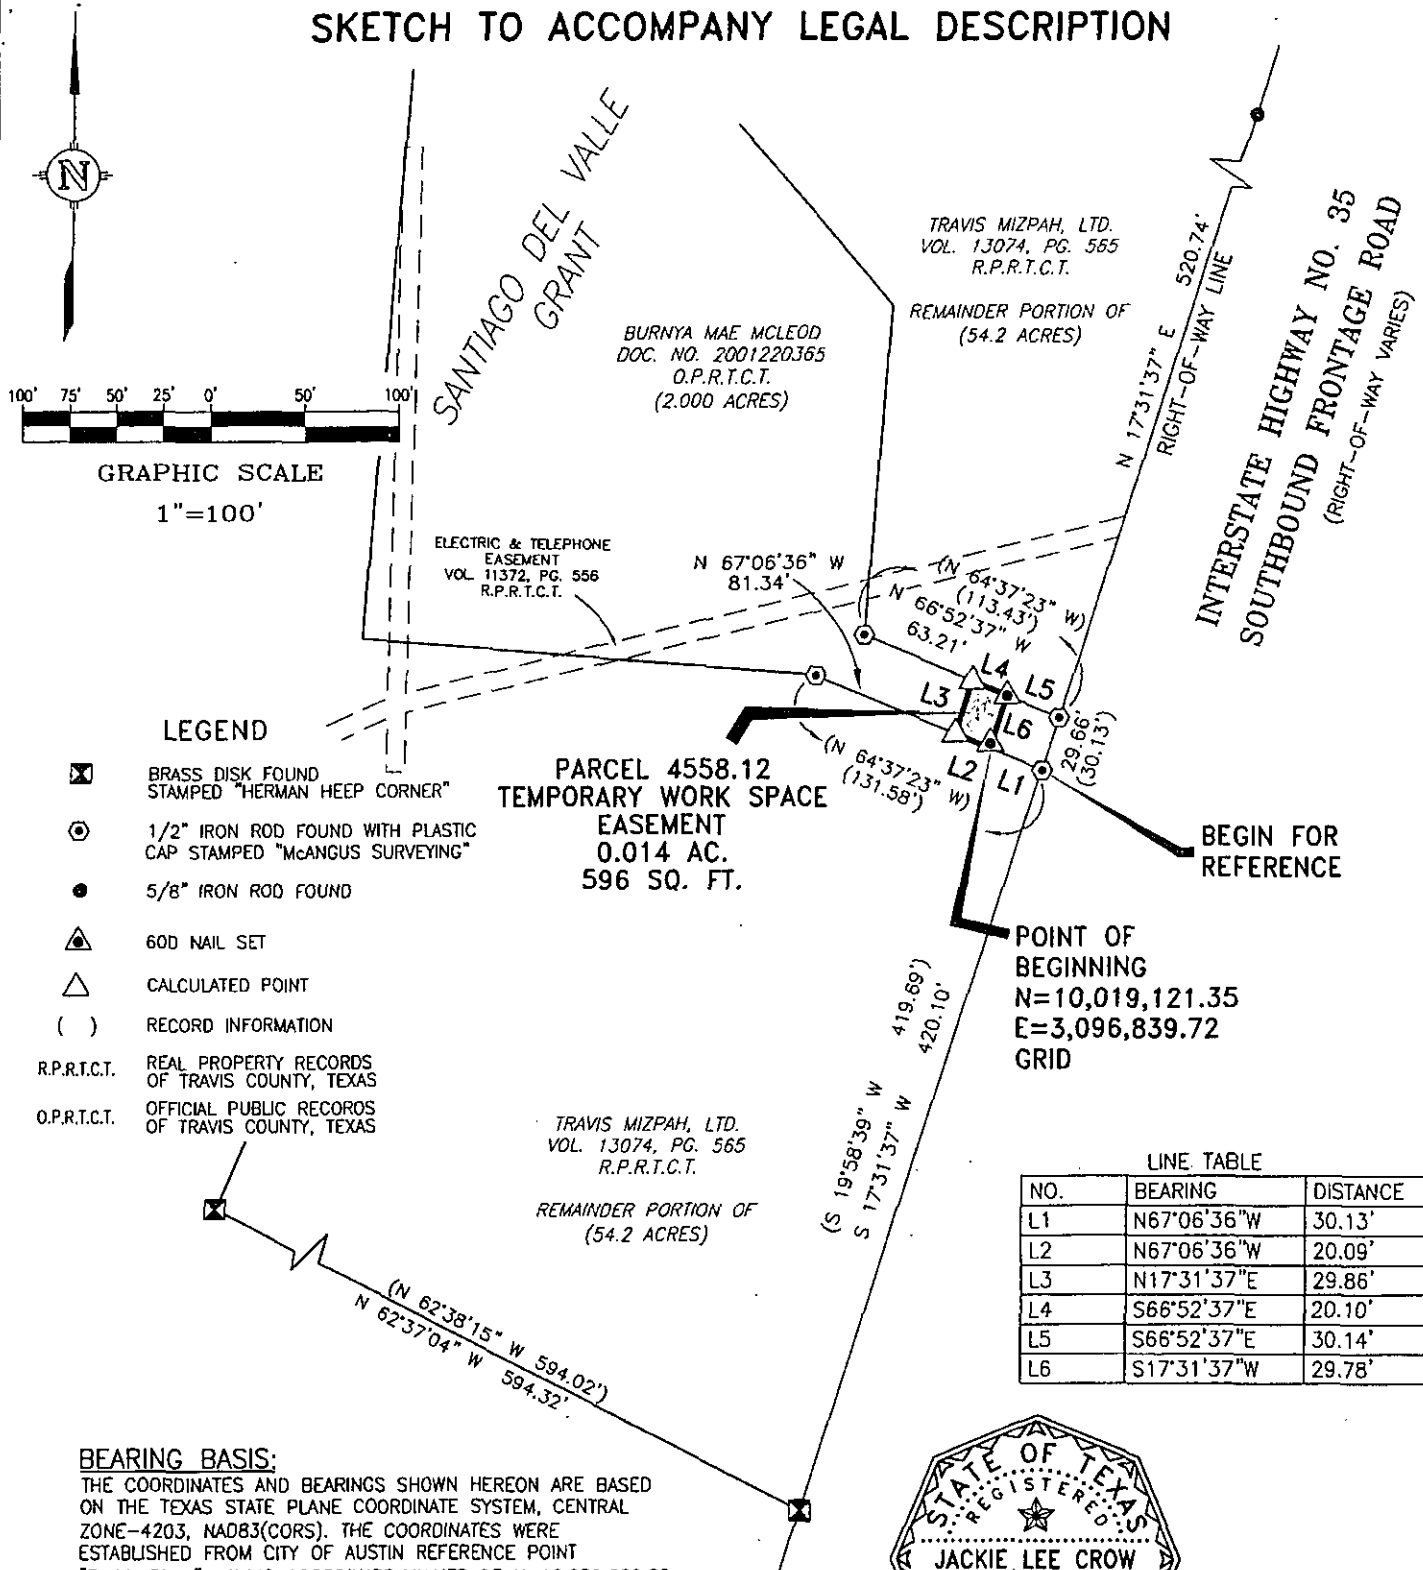 SKETCH TO ACCOMPANY LEGAL DESCRIPTION
N
100' 75' 50' 25' 0' 50' 100'
GRAPHIC SCALE
1"=100'
SANTIAGO DEL VALLE
GRANT
BURNYA MAE MCLEOD
DOC. NO. 2001220365
O.P.R.T.C.T.
(2.000 ACRES)
TRAVIS MIZPAH, LTD.
VOL. 13074, PG. 565
R.P.R.T.C.T.
REMAINDER PORTION OF
(54.2 ACRES)
N 17°31'37" E 520.74'
RIGHT-OF-WAY LINE
INTERSTATE HIGHWAY NO. 35
SOUTHBOUND FRONTAGE ROAD
(RIGHT-OF-WAY VARIES)
ELECTRIC & TELEPHONE
EASEMENT
VOL. 11372, PG. 556
R.P.R.T.C.T.
N 67°06'36" W
81.34'
(N 64°37'23" W)
(113.43')
N 66°52'37" W
63.21'
L4
L5
L3
L6
L2
L1
29.66'
(30.13')
(N 64°37'23" W)
(131.58')
PARCEL 4558.12
TEMPORARY WORK SPACE
EASEMENT
0.014 AC.
596 SQ. FT.
BEGIN FOR
REFERENCE
POINT OF
BEGINNING
N=10,019,121.35
E=3,096,839.72
GRID
LEGEND
BRASS DISK FOUND
STAMPED "HERMAN HEEP CORNER"
1/2" IRON ROD FOUND WITH PLASTIC
CAP STAMPED "McANGUS SURVEYING"
5/8" IRON ROD FOUND
60D NAIL SET
CALCULATED POINT
( ) RECORD INFORMATION
R.P.R.T.C.T. REAL PROPERTY RECORDS
OF TRAVIS COUNTY, TEXAS
O.P.R.T.C.T. OFFICIAL PUBLIC RECORDS
OF TRAVIS COUNTY, TEXAS
(S 19°58'39" W 419.69')
S 17°31'37" W 420.10'
TRAVIS MIZPAH, LTD.
VOL. 13074, PG. 565
R.P.R.T.C.T.
REMAINDER PORTION OF
(54.2 ACRES)
(N 62°38'15" W 594.02')
N 62°37'04" W 594.32'
LINE TABLE
NO. BEARING DISTANCE
L1 N67°06'36"W 30.13'
L2 N67°06'36"W 20.09'
L3 N17°31'37"E 29.86'
L4 S66°52'37"E 20.10'
L5 S66°52'37"E 30.14'
L6 S17°31'37"W 29.78'
BEARING BASIS:
THE COORDINATES AND BEARINGS SHOWN HEREON ARE BASED
ON THE TEXAS STATE PLANE COORDINATE SYSTEM, CENTRAL
ZONE-4203, NAD83(CORS). THE COORDINATES WERE
ESTABLISHED FROM CITY OF AUSTIN REFERENCE POINT
STATE OF TEXAS
REGISTERED
JACKIE LEE CROW